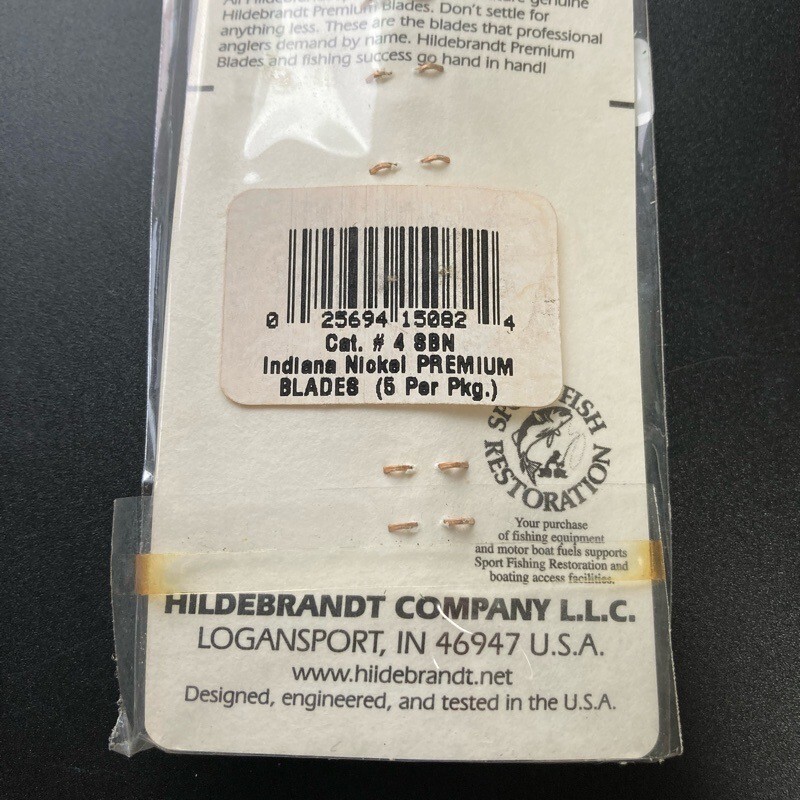 genuine
Hildebrandt Premium Blades. Don't settle for
anything less. These are the blades that professional
anglers demand by name. Hildebrandt Premium
Blades and fishing success go hand in hand!
0 25694 15082 4
Cat. # 4 SBN
Indiana Nickel PREMIUM
BLADES (5 Per Pkg.)
FISH
RESTORATION
Your purchase
of fishing equipment
and motor boat fuels supports
Sport Fishing Restoration and
boating access facilities.
HILDEBRANDT COMPANY L.L.C.
LOGANSPORT, IN 46947 U.S.A.
www.hildebrandt.net
Designed, engineered, and tested in the U.S.A.